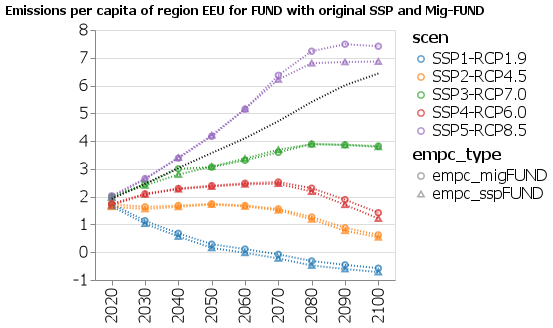 Emissions per capita of region EEU for FUND with original SSP and Mig-FUND
8
7
6
5
4
3
2
1
0
-1
2020
2030
2040
2050
2060
2070
2080
2090
2100
scen
SSP1-RCP1.9
SSP2-RCP4.5
SSP3-RCP7.0
SSP4-RCP6.0
SSP5-RCP8.5
empc_type
empc_migFUND
empc_sspFUND